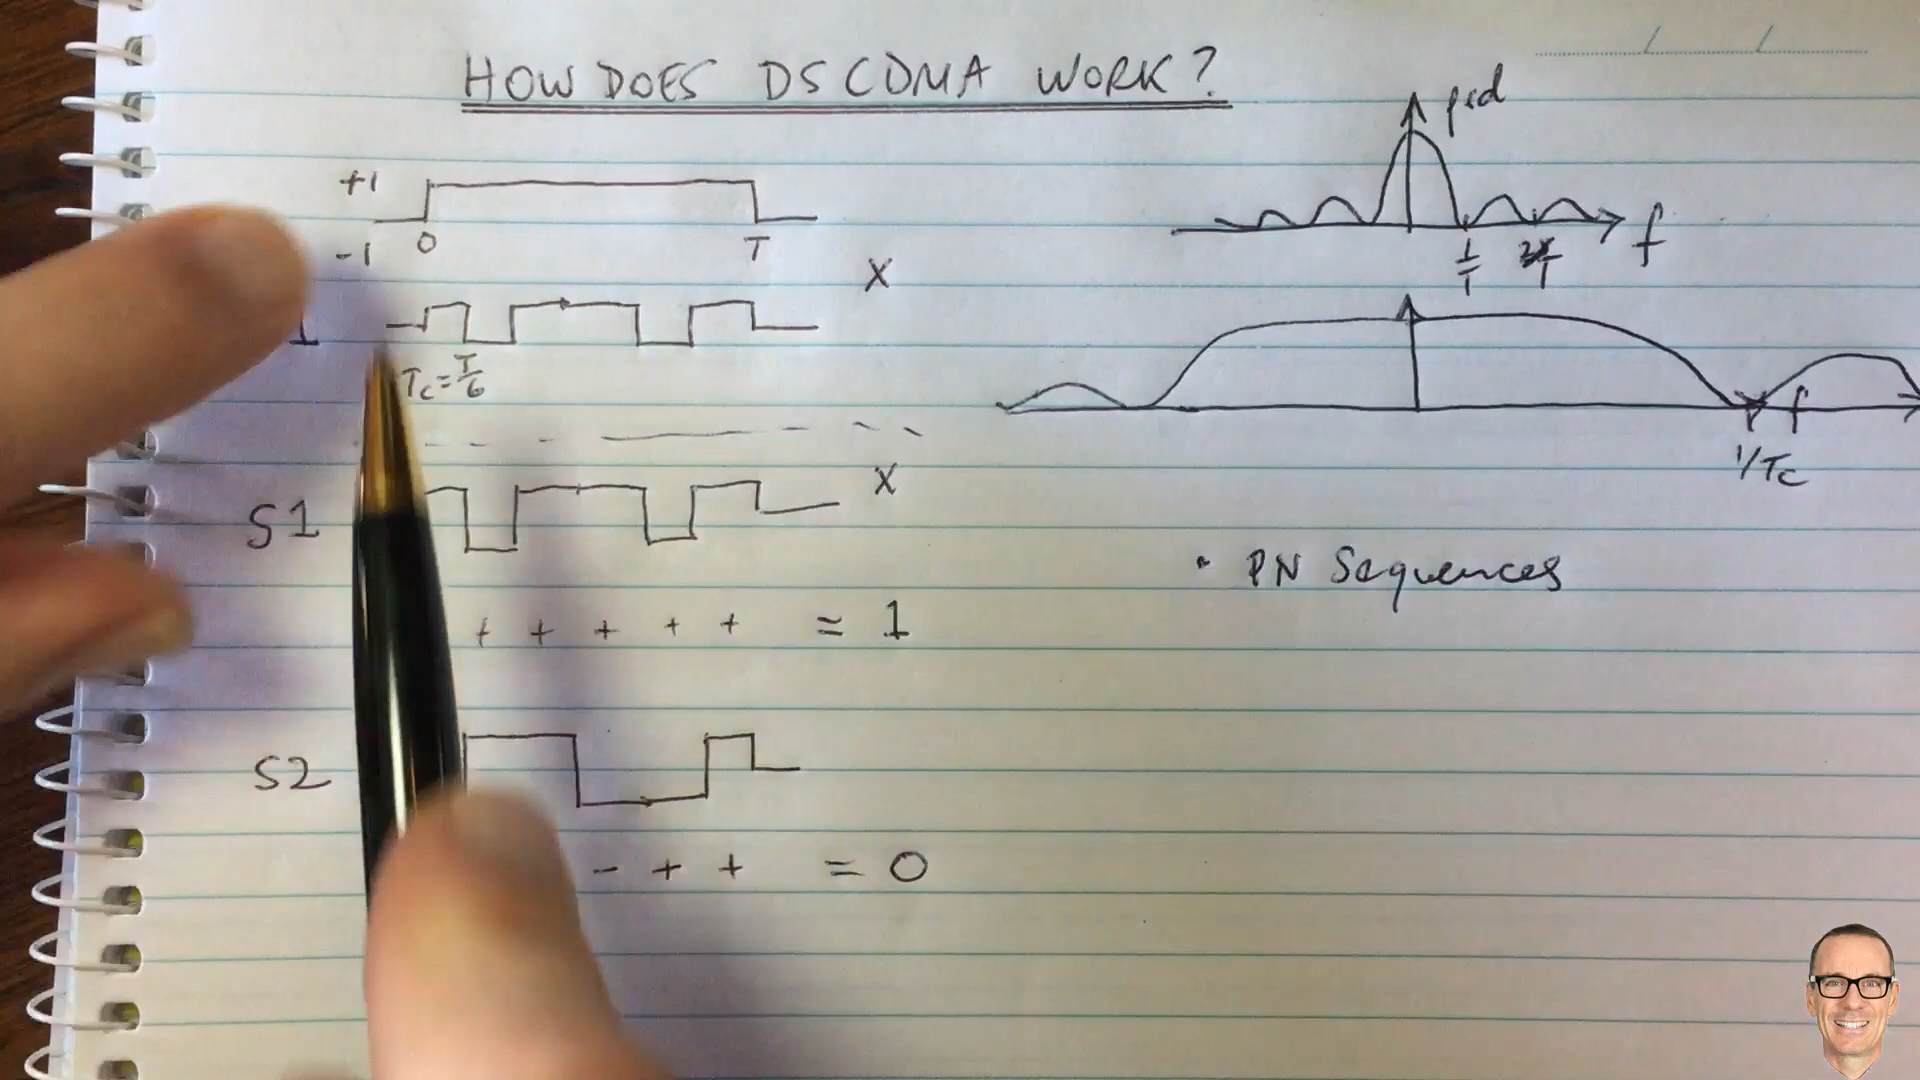 HOW DOES DS CDMA WORK?
psd
+1
-1
0
T
X
f
1/T
Tc = T/6
f
1/Tc
X
S1
• PN Sequences
+ + + + + = 1
S2
- + + = 0